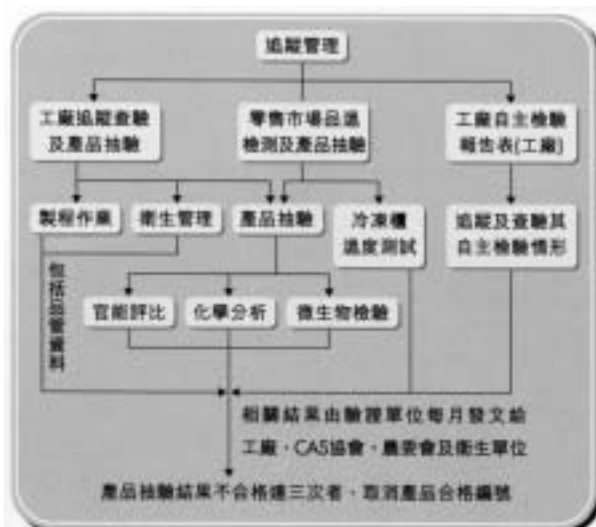 追蹤管理
工廠追蹤查驗
及產品抽驗
零售市場品溫
檢測及產品抽驗
工廠自主檢驗
報告表(工廠)
製程作業
衛生管理
產品抽驗
冷凍櫃
溫度測試
追蹤及查驗其
自主檢驗情形
包括品管資料
官能評比
化學分析
微生物檢驗
相關結果由驗證單位每月發文給
工廠、CAS協會、農委會及衛生單位
產品抽驗結果不合格達三次者、取消產品合格編號